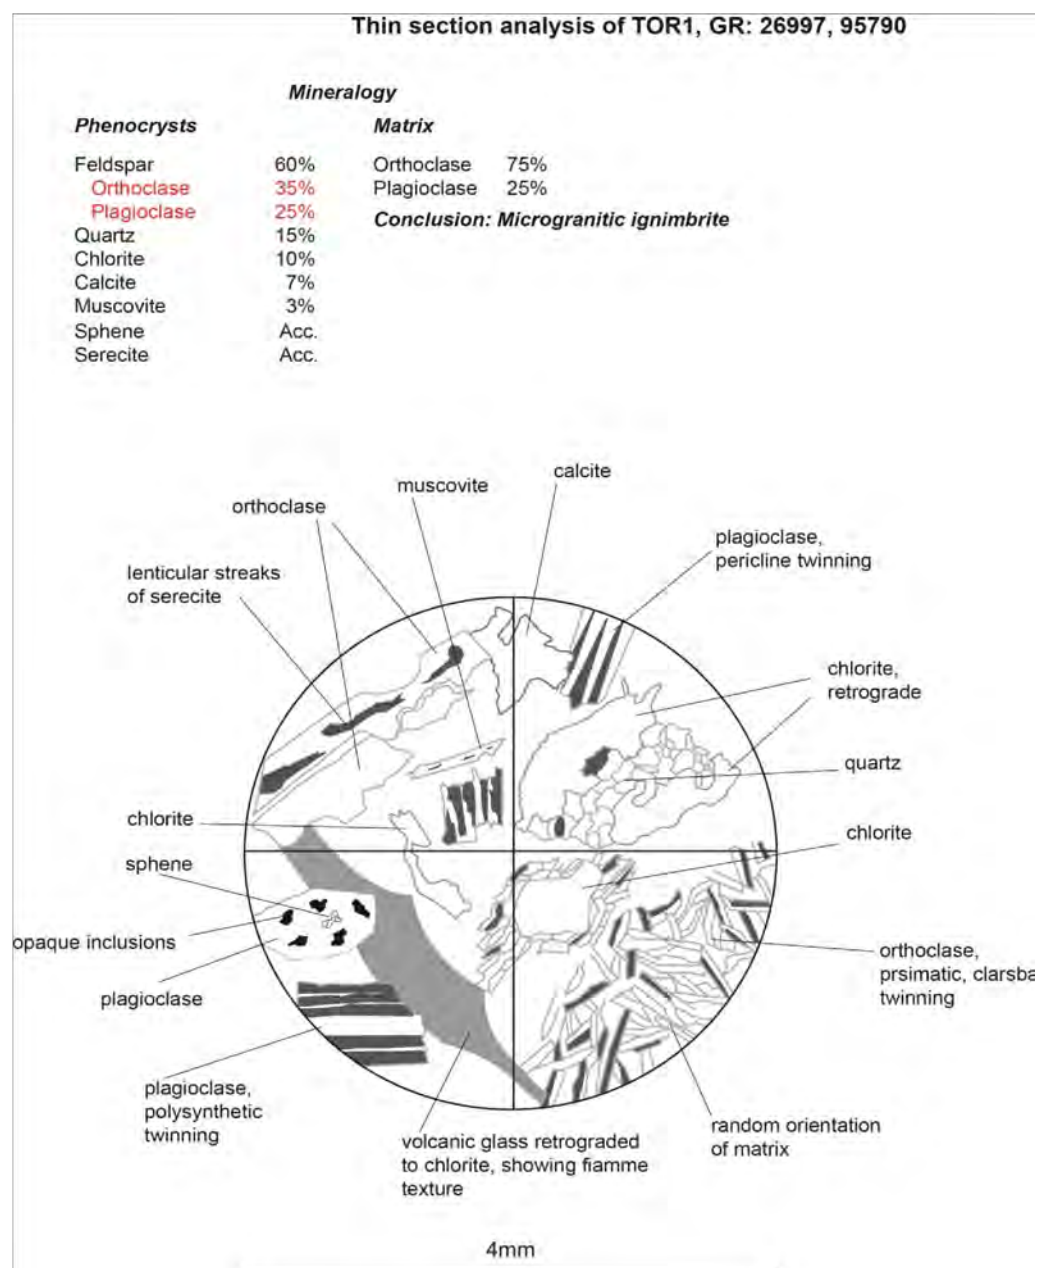 Thin section analysis of TOR1, GR: 26997, 95790
Mineralogy
Phenocrysts Matrix
Feldspar 60% Orthoclase 75%
Orthoclase 35% Plagioclase 25%
Plagioclase 25% Conclusion: Microgranitic ignimbrite
Quartz 15%
Chlorite 10%
Calcite 7%
Muscovite 3%
Sphene Acc.
Serecite Acc.
calcite
muscovite
orthoclase
plagioclase,
pericline twinning
lenticular streaks
of serecite
chlorite,
retrograde
quartz
chlorite
chlorite
sphene
opaque inclusions
orthoclase,
prsimatic, clarsba
twinning
plagioclase
plagioclase,
polysynthetic
twinning
random orientation
of matrix
volcanic glass retrograded
to chlorite, showing fiamme
texture
4mm